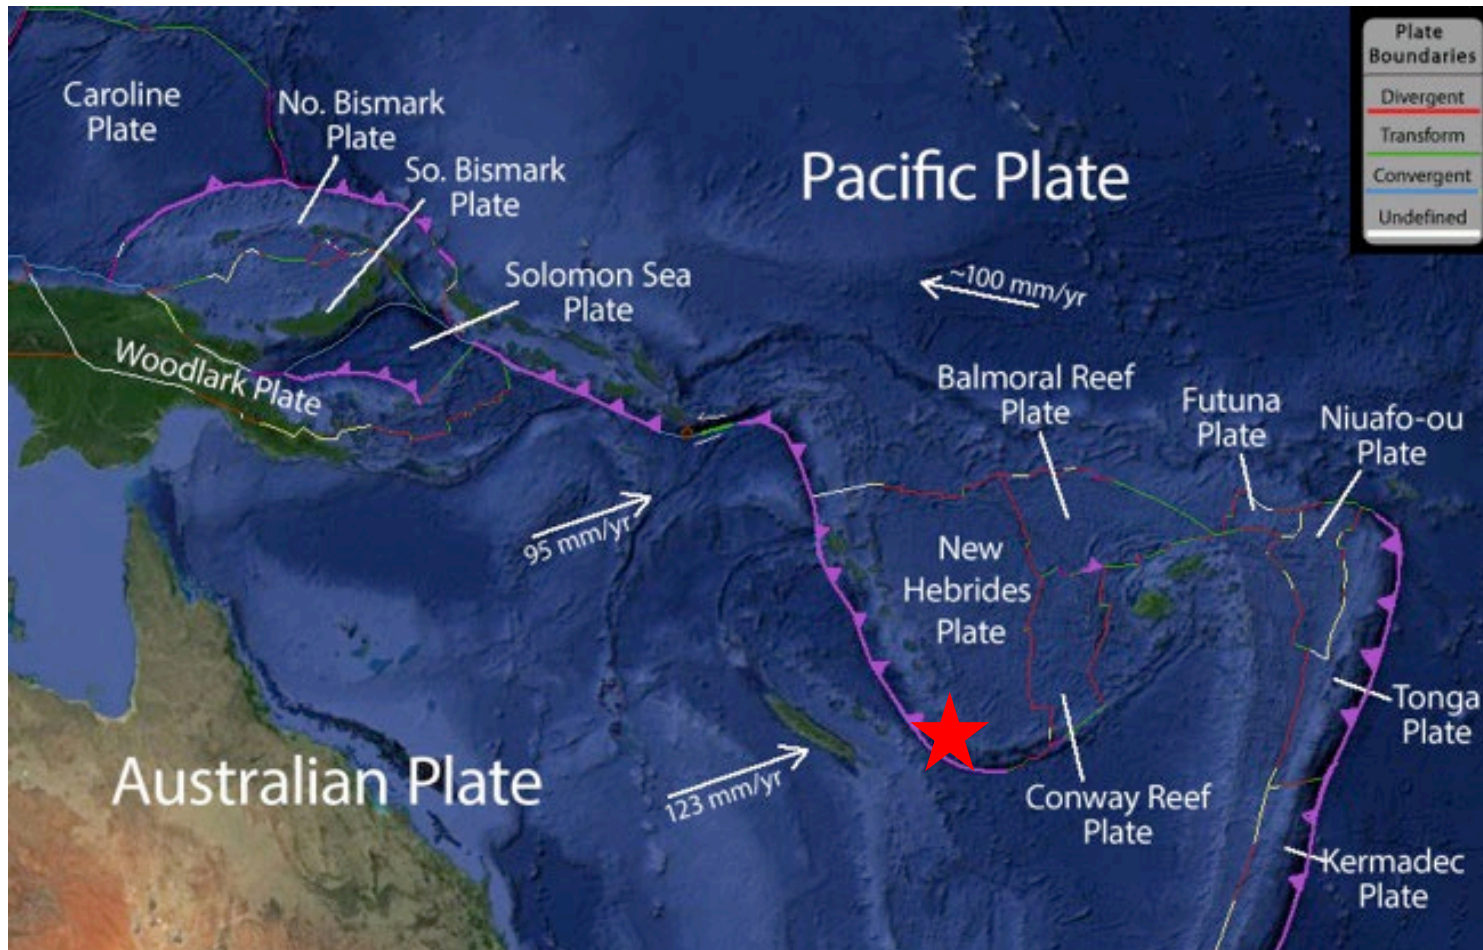 Plate
Boundaries
Divergent
Transform
Convergent
Undefined
Caroline
Plate
No. Bismark
Plate
So. Bismark
Plate
Pacific Plate
Solomon Sea
Plate
~100 mm/yr
Woodlark Plate
Balmoral Reef
Plate
Futuna
Plate
Niuafo-ou
Plate
95 mm/yr
New
Hebrides
Plate
Tonga
Plate
Australian Plate
123 mm/yr
Conway Reef
Plate
Kermadec
Plate